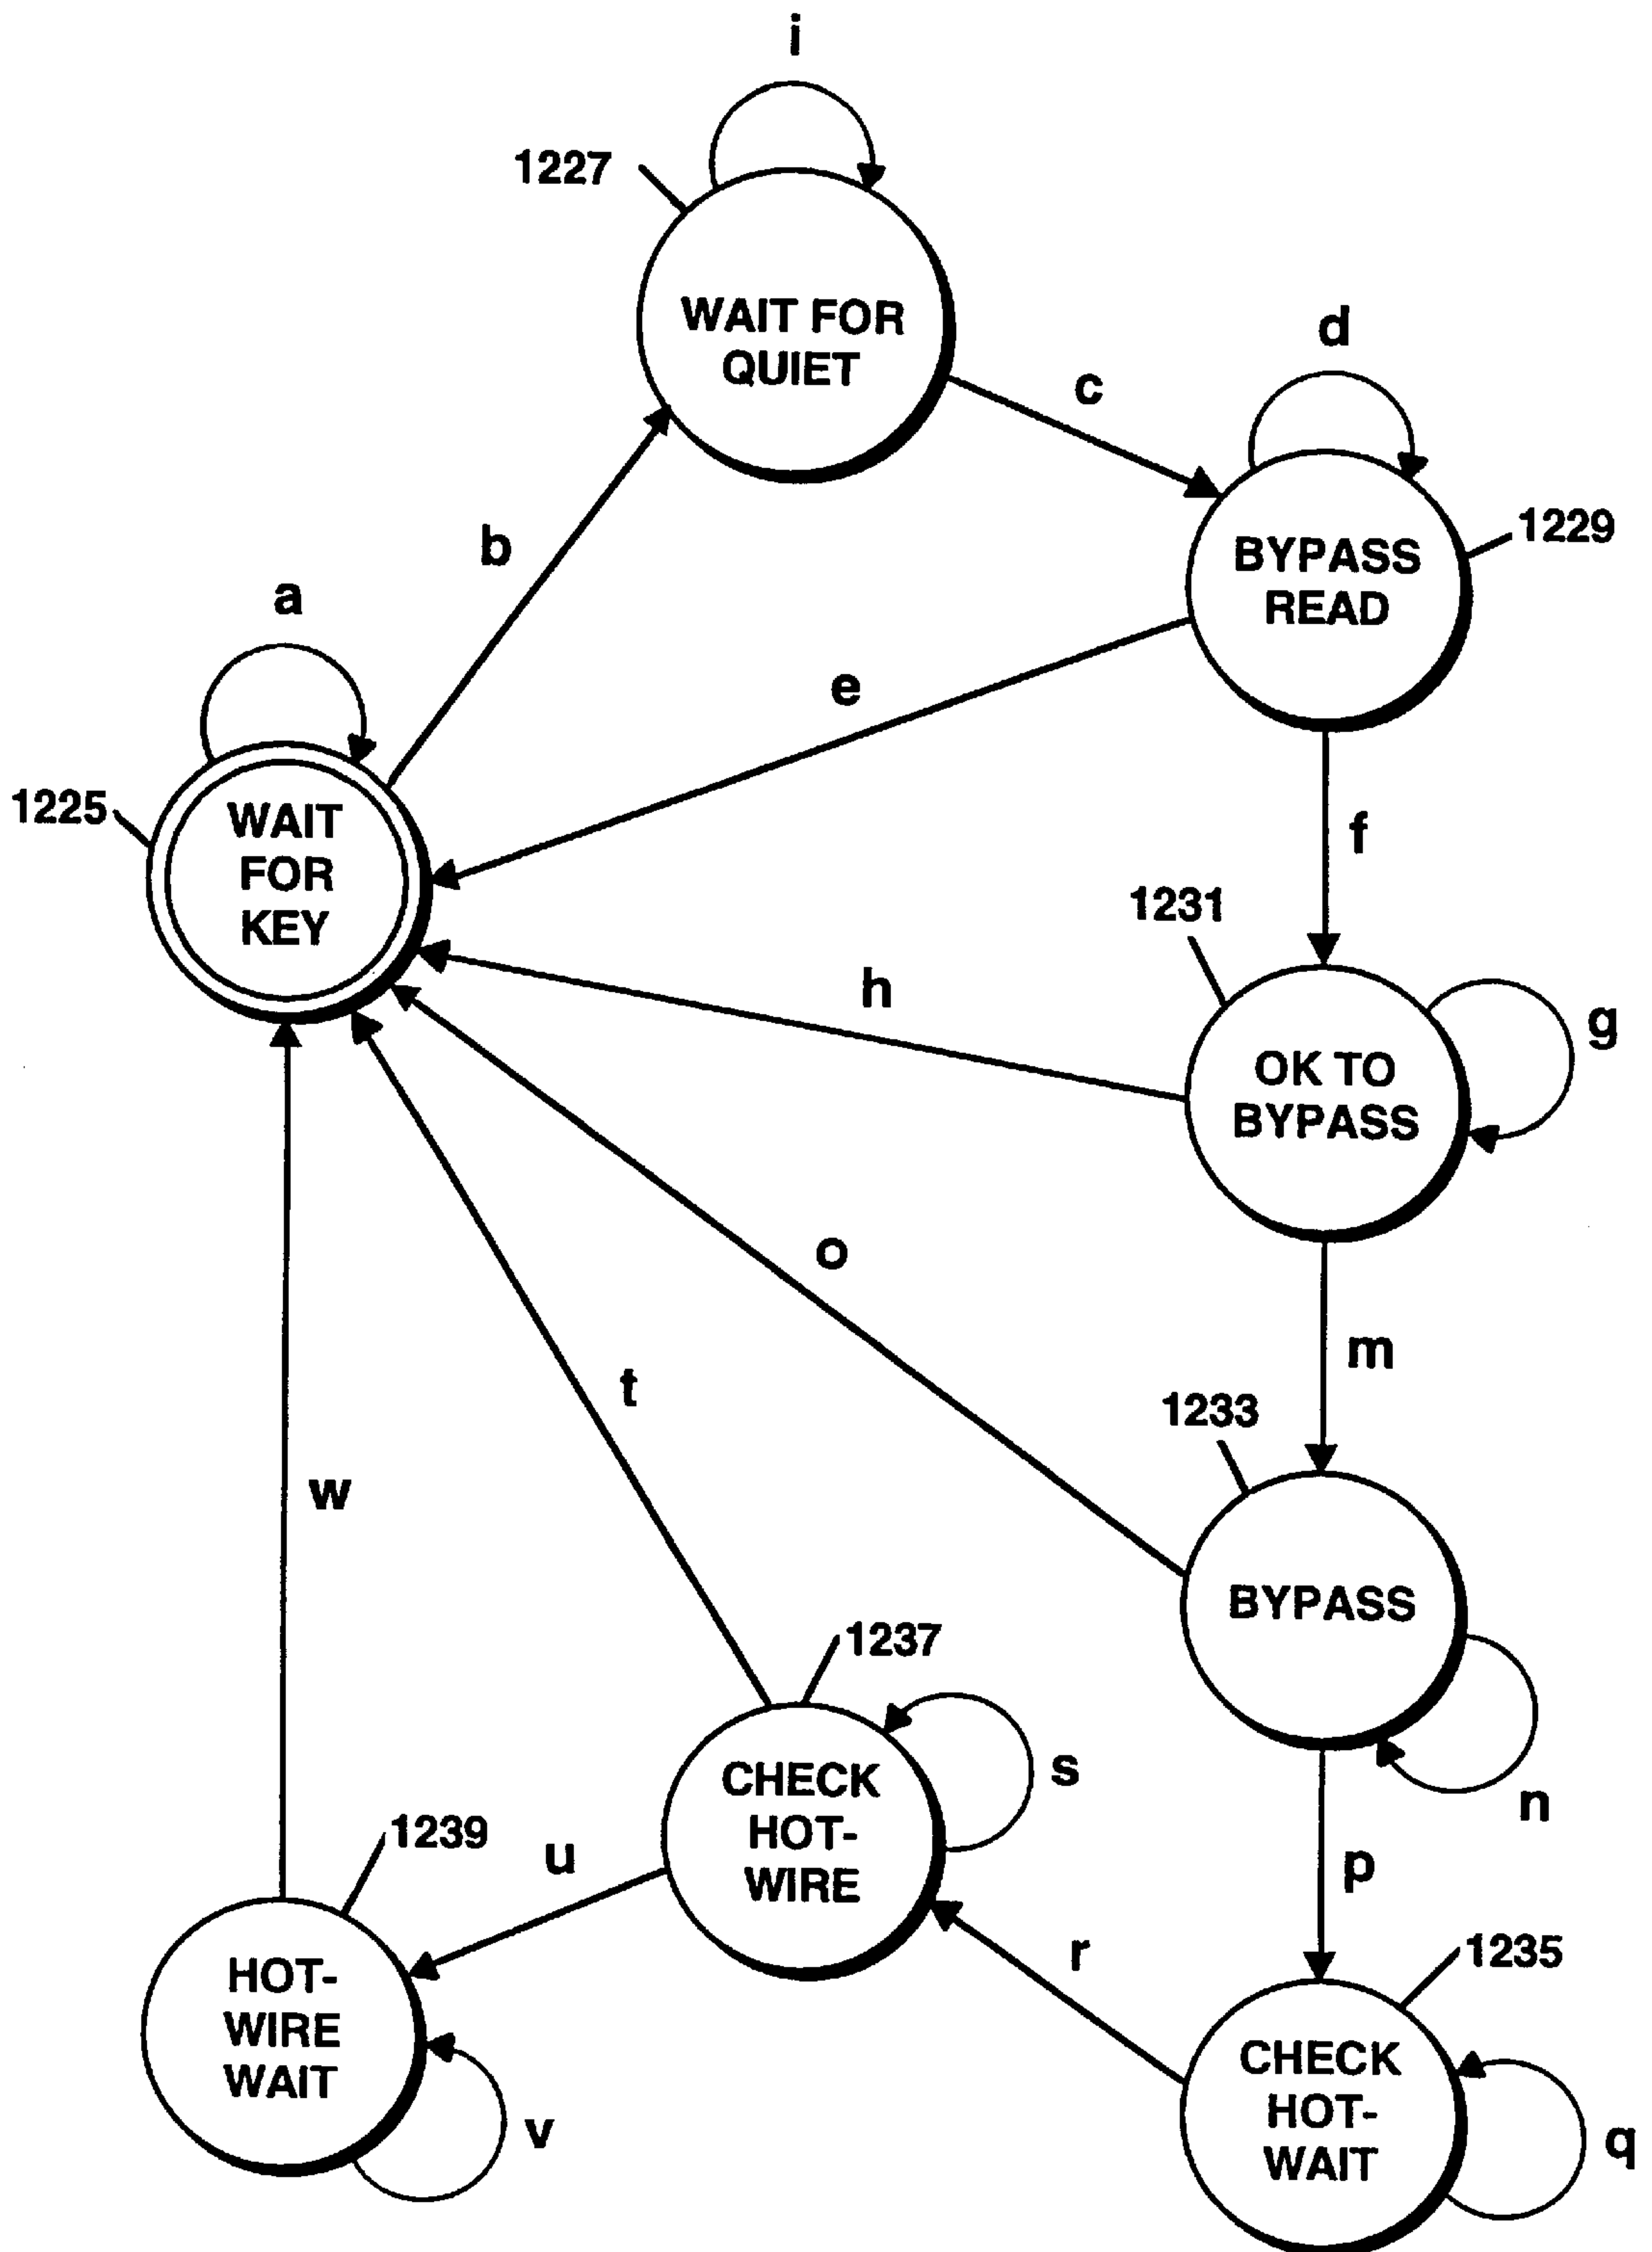 i
1227
WAIT FOR
QUIET
d
c
1229
BYPASS
READ
b
a
e
1225
WAIT
FOR
KEY
f
1231
h
g
OK TO
BYPASS
o
m
t
1233
w
BYPASS
1237
s
CHECK
HOT-
WIRE
n
1239
u
p
r
1235
HOT-
WIRE
WAIT
CHECK
HOT-
WAIT
v
q